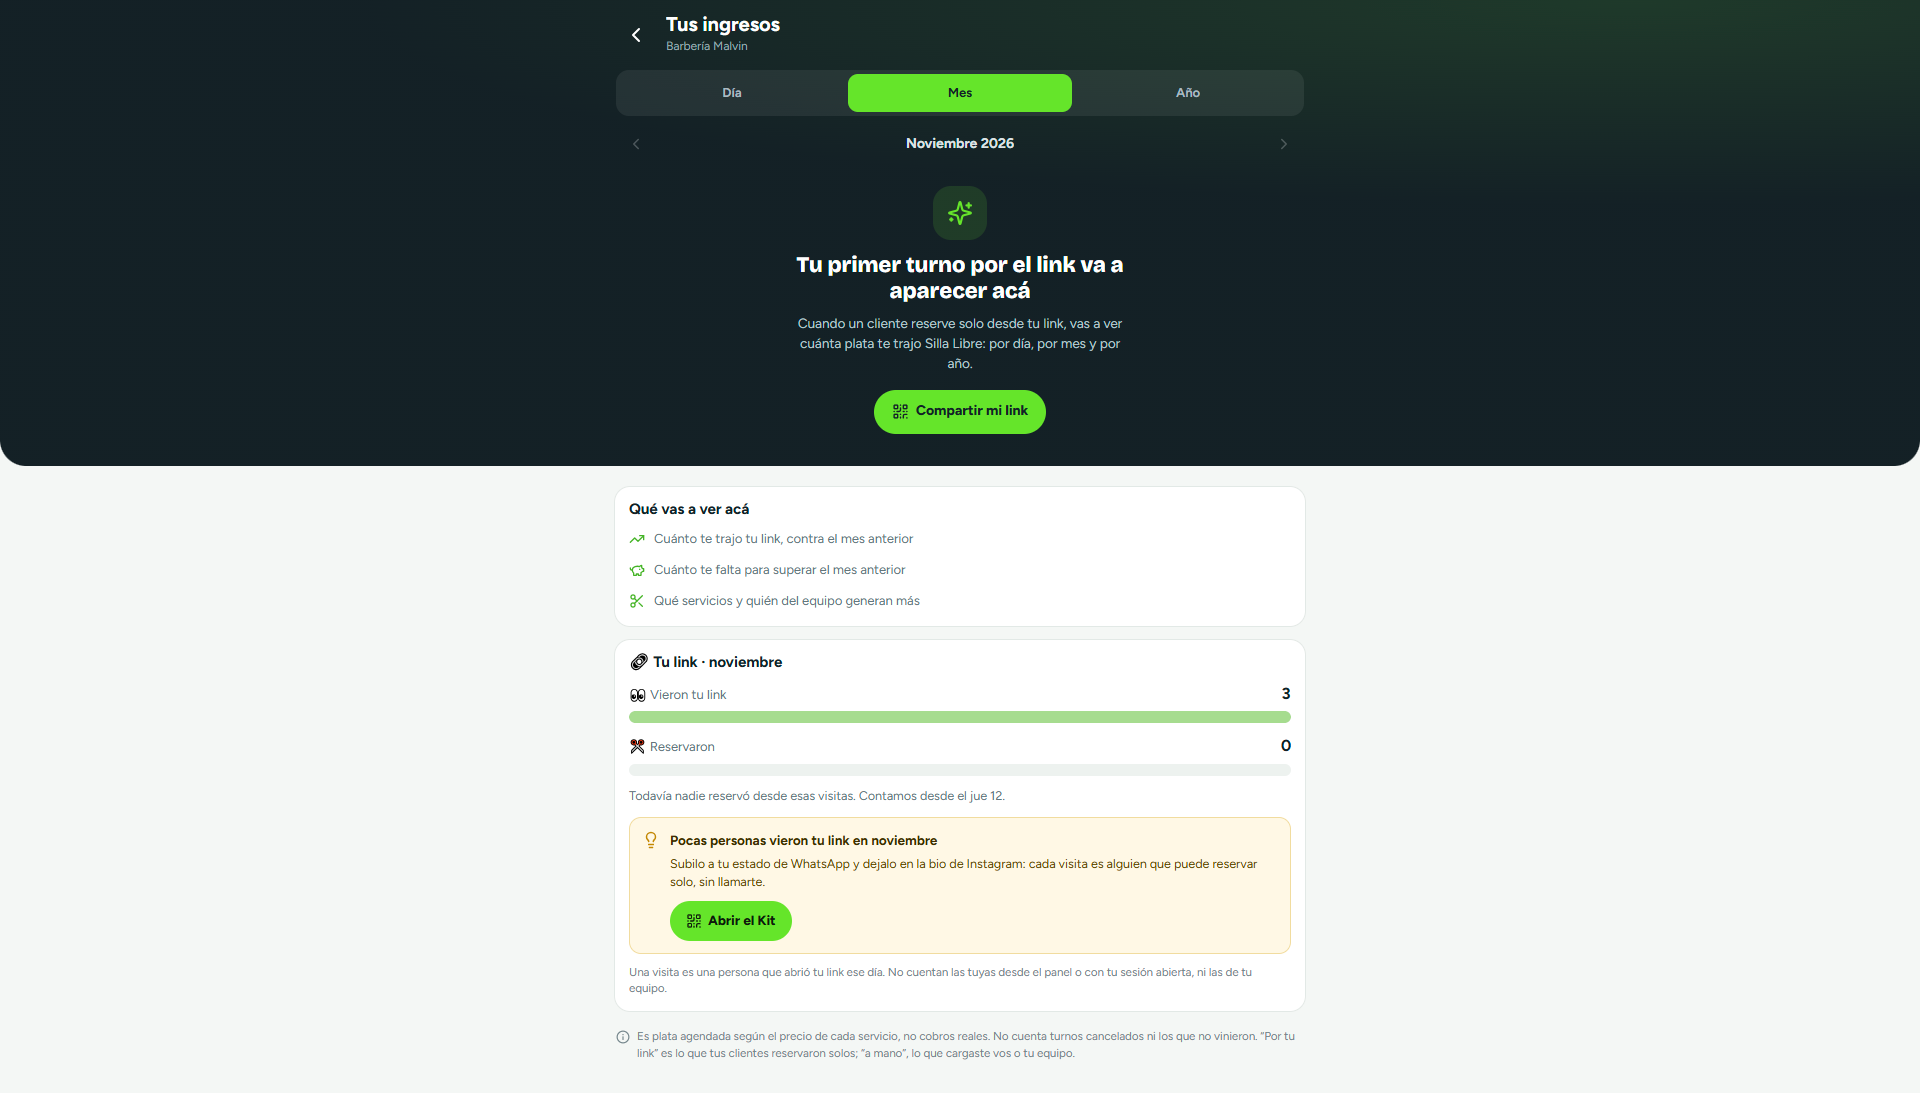 Tus ingresos
Barbería Malvin
Día
Mes
Año
Noviembre 2026
Tu primer turno por el link va a
aparecer acá
Cuando un cliente reserve solo desde tu link, vas a ver
cuánta plata te trajo Silla Libre: por día, por mes y por
año.
Compartir mi link
Qué vas a ver acá
Cuánto te trajo tu link, contra el mes anterior
Cuánto te falta para superar el mes anterior
Qué servicios y quién del equipo generan más
Tu link · noviembre
Vieron tu link 3
Reservaron 0
Todavía nadie reservó desde esas visitas. Contamos desde el jue 12.
Pocas personas vieron tu link en noviembre
Subilo a tu estado de WhatsApp y dejalo en la bio de Instagram: cada visita es alguien que puede reservar
solo, sin llamarte.
Abrir el Kit
Una visita es una persona que abrió tu link ese día. No cuentan las tuyas desde el panel o con tu sesión abierta, ni las de tu
equipo.
Es plata agendada según el precio de cada servicio, no cobros reales. No cuenta turnos cancelados ni los que no vinieron. “Por tu
link” es lo que tus clientes reservaron solos; “a mano”, lo que cargaste vos o tu equipo.